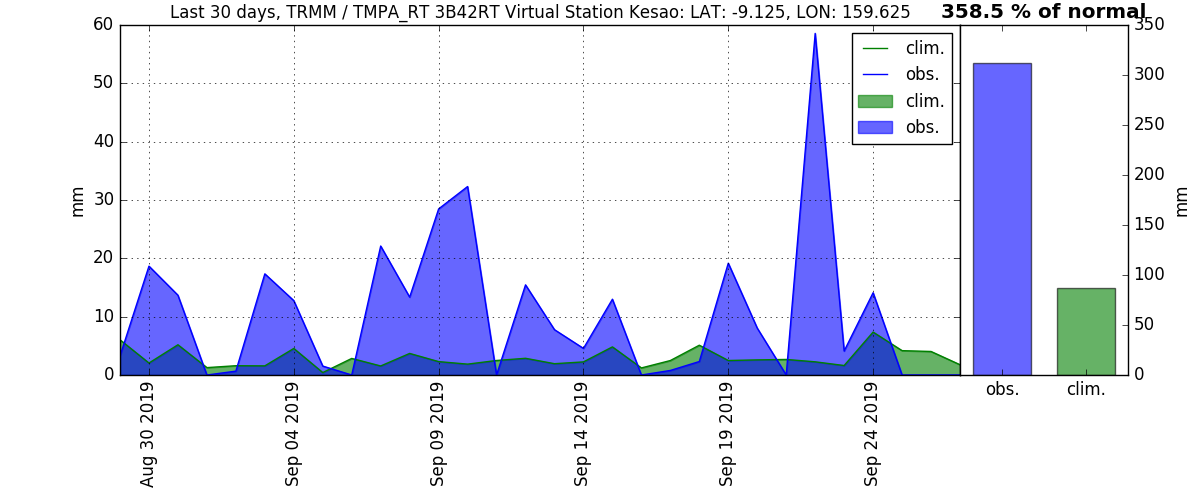 Last 30 days, TRMM / TMPA_RT 3B42RT Virtual Station Kesao: LAT: -9.125, LON: 159.625
358.5 % of normal
60
50
40
30
20
10
0
mm
clim.
obs.
clim.
obs.
350
300
250
200
150
100
50
0
mm
Aug 30 2019
Sep 04 2019
Sep 09 2019
Sep 14 2019
Sep 19 2019
Sep 24 2019
obs.
clim.